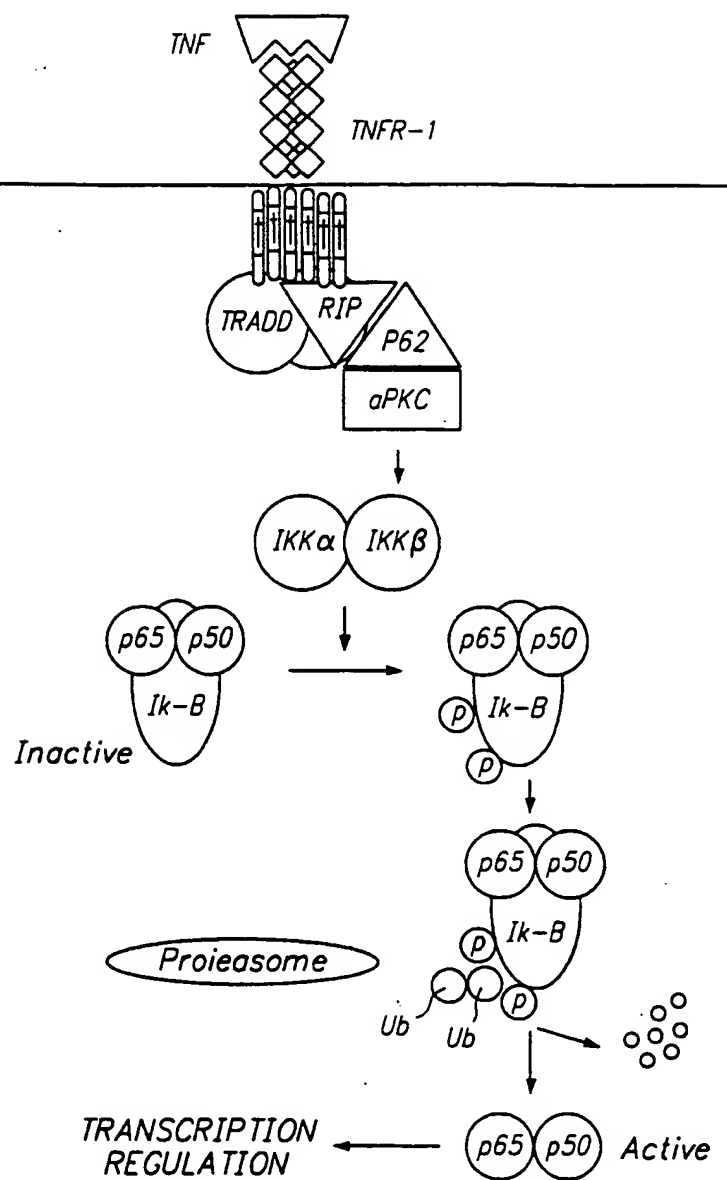 TNF
TNFR-1
TRADD
RIP
P62
aPKC
IKKα
IKKβ
p65
p50
Ik-B
Inactive
p65
p50
Ik-B
p
p
p65
p50
Ik-B
p
Proieasome
p
Ub
Ub
TRANSCRIPTION
REGULATION
p65
p50
Active